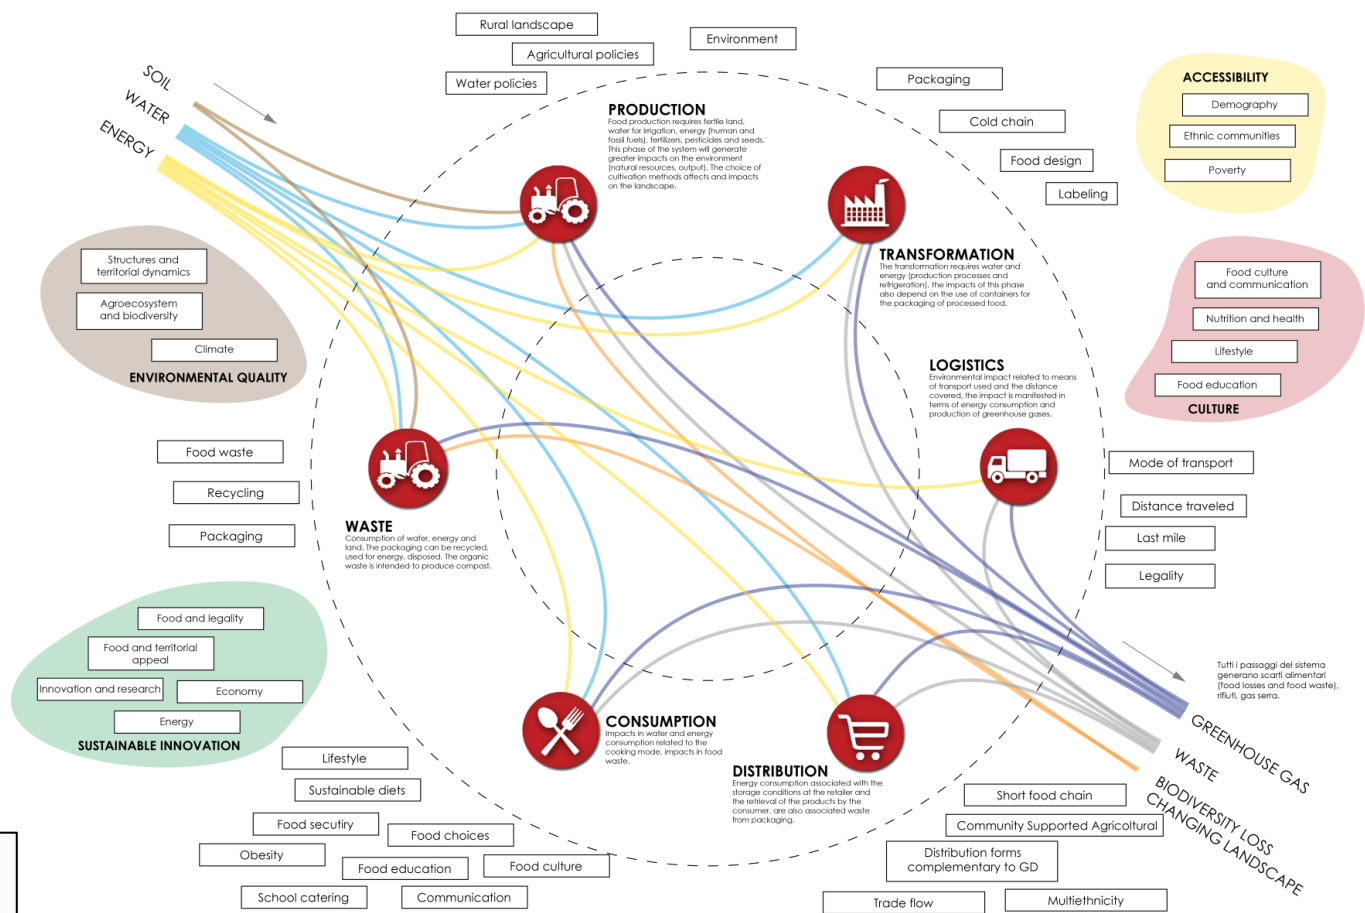 Rural landscape
Agricultural policies
Water policies
Environment
Packaging
Cold chain
Food design
Labeling
ACCESSIBILITY
Demography
Ethnic communities
Poverty
SOIL
WATER
ENERGY
PRODUCTION
Food production requires fertile land,
water for irrigation, energy (human and
fossil fuels), fertilizers, pesticides and seeds.
This phase of the system will generate
greater impacts on the environment
(natural resources, output). The choice of
cultivation methods affects and impacts
on the landscape.
TRANSFORMATION
The transformation requires water and
energy (production processes and
refrigeration), the impacts of this phase
also depend on the use of containers for
the packaging of processed food.
Structures and
territorial dynamics
Agroecosystem
and biodiversity
Climate
ENVIRONMENTAL QUALITY
Food culture
and communication
Nutrition and health
Lifestyle
Food education
CULTURE
LOGISTICS
Environmental impact related to means
of transport used and the distance
covered, the impact is manifested in
terms of energy consumption and
production of greenhouse gases.
Mode of transport
Distance traveled
Last mile
Legality
Food waste
Recycling
Packaging
WASTE
Consumption of water, energy and
land. The packaging can be recycled,
used for energy, disposed. The organic
waste is intended to produce compost.
Food and legality
Food and territorial
appeal
Innovation and research
Economy
Energy
SUSTAINABLE INNOVATION
CONSUMPTION
Impacts in water and energy
consumption related to the
cooking mode, impacts in food
waste.
DISTRIBUTION
Energy consumption associated with the
storage conditions at the retailer and
the retrieval of the products by the
consumer, are also associated waste
from packaging.
Tutti i passaggi del sistema
generano scarti alimentari
(food losses and food waste),
rifiuti, gas serra.
GREENHOUSE GAS
WASTE
BIODIVERSITY LOSS
CHANGING LANDSCAPE
Lifestyle
Sustainable diets
Food secutiry
Food choices
Obesity
Food education
Food culture
School catering
Communication
Short food chain
Community Supported Agricoltural
Distribution forms
complementary to GD
Trade flow
Multiethnicity